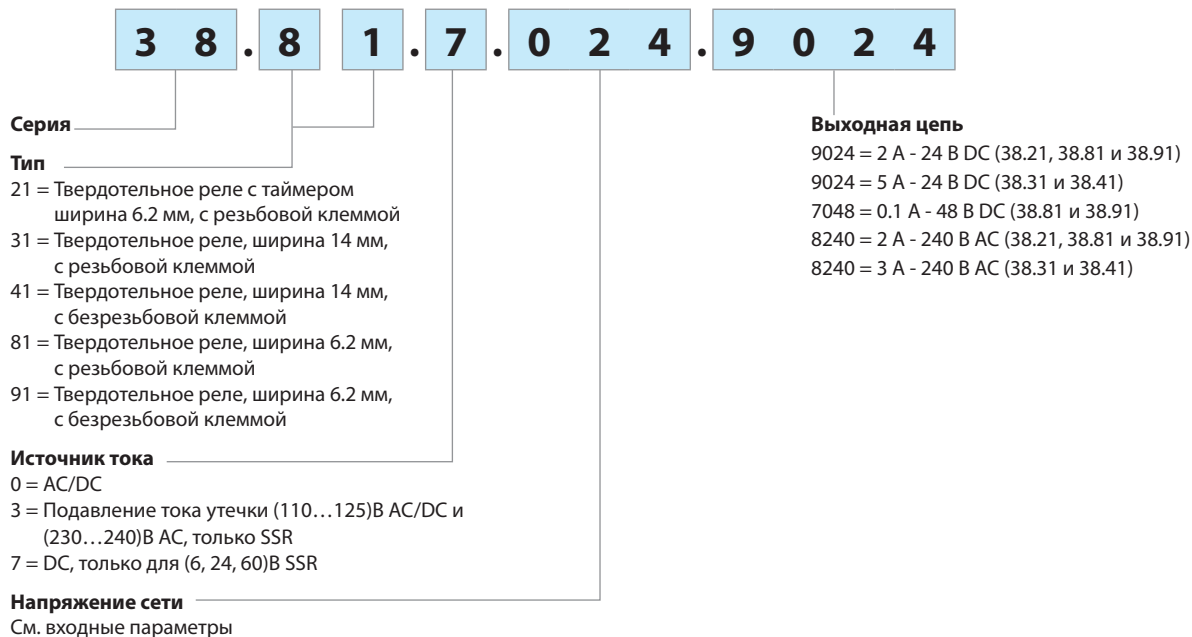 3 8 . 8 1 . 7 . 0 2 4 . 9 0 2 4
Серия
Тип
21 = Твердотельное реле с таймером
ширина 6.2 мм, с резьбовой клеммой
31 = Твердотельное реле, ширина 14 мм,
с резьбовой клеммой
41 = Твердотельное реле, ширина 14 мм,
с безрезьбовой клеммой
81 = Твердотельное реле, ширина 6.2 мм,
с резьбовой клеммой
91 = Твердотельное реле, ширина 6.2 мм,
с безрезьбовой клеммой
Источник тока
0 = AC/DC
3 = Подавление тока утечки (110…125)В AC/DC и
(230…240)В AC, только SSR
7 = DC, только для (6, 24, 60)В SSR
Напряжение сети
См. входные параметры
Выходная цепь
9024 = 2 А - 24 В DC (38.21, 38.81 и 38.91)
9024 = 5 А - 24 В DC (38.31 и 38.41)
7048 = 0.1 А - 48 В DC (38.81 и 38.91)
8240 = 2 А - 240 В AC (38.21, 38.81 и 38.91)
8240 = 3 А - 240 В AC (38.31 и 38.41)